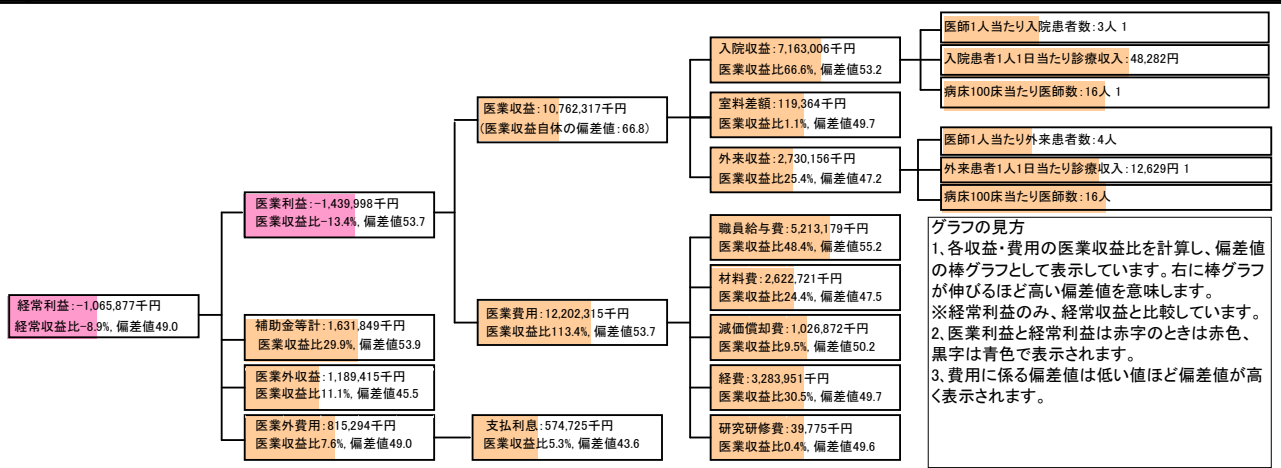 経常利益:-1,065,877千円
経常収益比-8.9%, 偏差値49.0
医業利益:-1,439,998千円
医業収益比-13.4%, 偏差値53.7
補助金等計:1,631,849千円
医業収益比29.9%, 偏差値53.9
医業外収益:1,189,415千円
医業収益比11.1%, 偏差値45.5
医業外費用:815,294千円
医業収益比7.6%, 偏差値49.0
支払利息:574,725千円
医業収益比5.3%, 偏差値43.6
医業収益:10,762,317千円
(医業収益自体の偏差値:66.8)
医業費用:12,202,315千円
医業収益比113.4%, 偏差値53.7
入院収益:7,163,006千円
医業収益比66.6%, 偏差値53.2
室料差額:119,364千円
医業収益比1.1%, 偏差値49.7
外来収益:2,730,156千円
医業収益比25.4%, 偏差値47.2
職員給与費:5,213,179千円
医業収益比48.4%, 偏差値55.2
材料費:2,622,721千円
医業収益比24.4%, 偏差値47.5
減価償却費:1,026,872千円
医業収益比9.5%, 偏差値50.2
経費:3,283,951千円
医業収益比30.5%, 偏差値49.7
研究研修費:39,775千円
医業収益比0.4%, 偏差値49.6
医師1人当たり入院患者数:3人 1
入院患者1人1日当たり診療収入:48,282円
病床100床当たり医師数:16人 1
医師1人当たり外来患者数:4人
外来患者1人1日当たり診療収入:12,629円 1
病床100床当たり医師数:16人
グラフの見方
1、各収益・費用の医業収益比を計算し、偏差値
の棒グラフとして表示しています。右に棒グラフ
が伸びるほど高い偏差値を意味します。
※経常利益のみ、経常収益と比較しています。
2、医業利益と経常利益は赤字のときは赤色、
黒字は青色で表示されます。
3、費用に係る偏差値は低い値ほど偏差値が高
く表示されます。